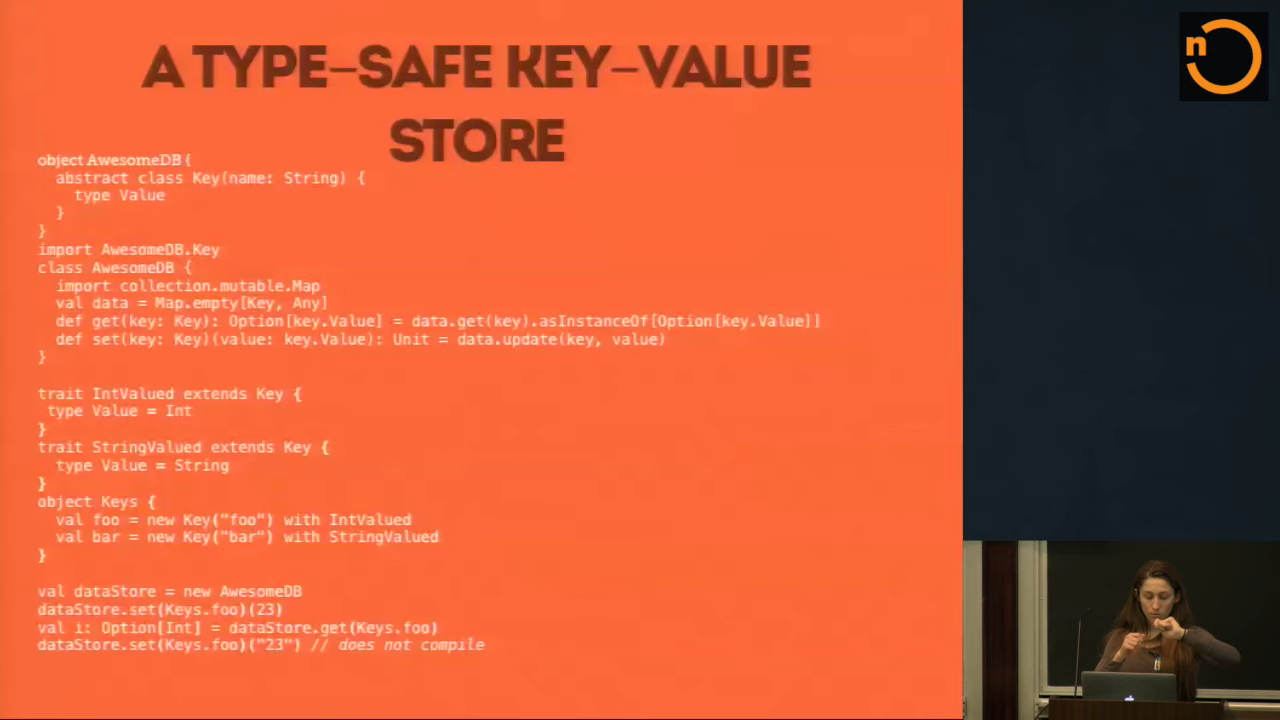 A TYPE–SAFE KEY–VALUE
STORE
object AwesomeDB {
  abstract class Key(name: String) {
    type Value
  }
}
import AwesomeDB.Key
class AwesomeDB {
  import collection.mutable.Map
  val data = Map.empty[Key, Any]
  def get(key: Key): Option[key.Value] = data.get(key).asInstanceOf[Option[key.Value]]
  def set(key: Key)(value: key.Value): Unit = data.update(key, value)
}
trait IntValued extends Key {
 type Value = Int
}
trait StringValued extends Key {
  type Value = String
}
object Keys {
  val foo = new Key("foo") with IntValued
  val bar = new Key("bar") with StringValued
}
val dataStore = new AwesomeDB
dataStore.set(Keys.foo)(23)
val i: Option[Int] = dataStore.get(Keys.foo)
dataStore.set(Keys.foo)("23") // does not compile
n